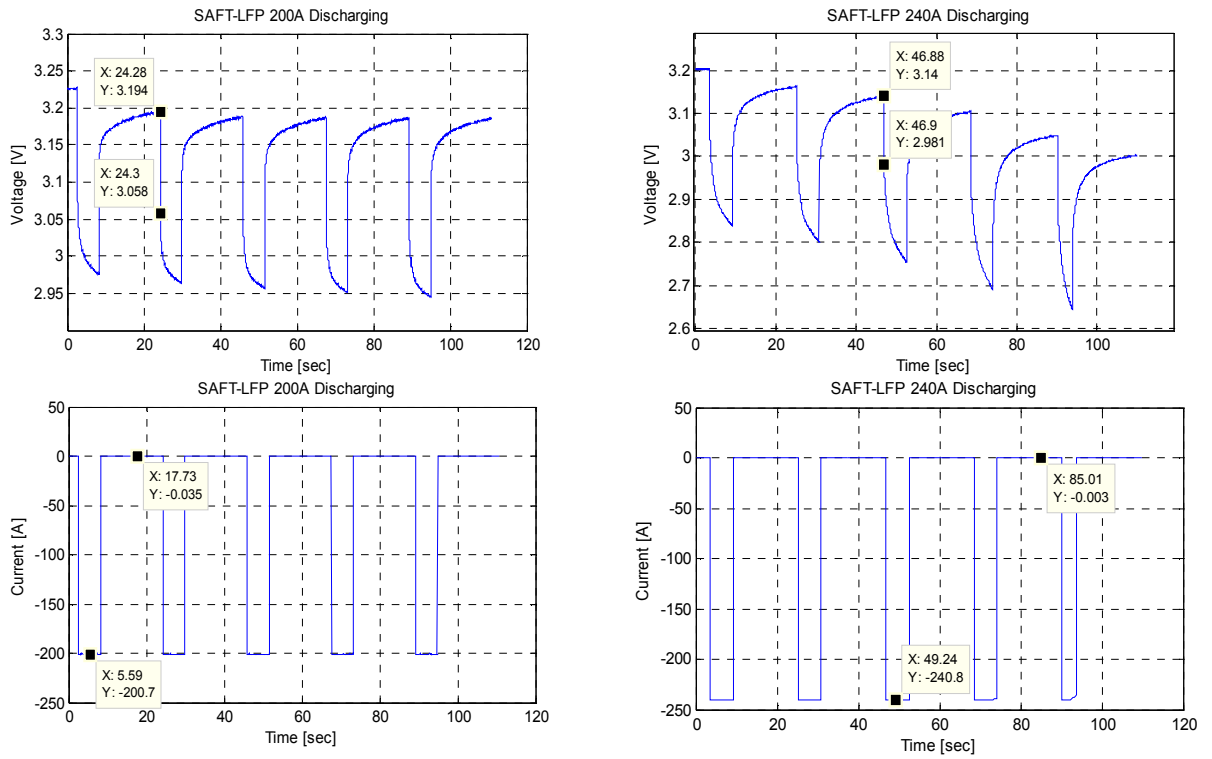 SAFT-LFP 200A Discharging
3.3
3.25
3.2
3.15
3.1
3.05
3
2.95
Voltage [V]
X: 24.28
Y: 3.194
X: 24.3
Y: 3.058
0 20 40 60 80 100 120
Time [sec]
SAFT-LFP 240A Discharging
3.2
3.1
3
2.9
2.8
2.7
2.6
Voltage [V]
X: 46.88
Y: 3.14
X: 46.9
Y: 2.981
0 20 40 60 80 100
Time [sec]
SAFT-LFP 200A Discharging
50
0
-50
-100
-150
-200
-250
Current [A]
X: 17.73
Y: -0.035
X: 5.59
Y: -200.7
0 20 40 60 80 100 120
Time [sec]
SAFT-LFP 240A Discharging
50
0
-50
-100
-150
-200
-250
Current [A]
X: 85.01
Y: -0.003
X: 49.24
Y: -240.8
0 20 40 60 80 100 120
Time [sec]